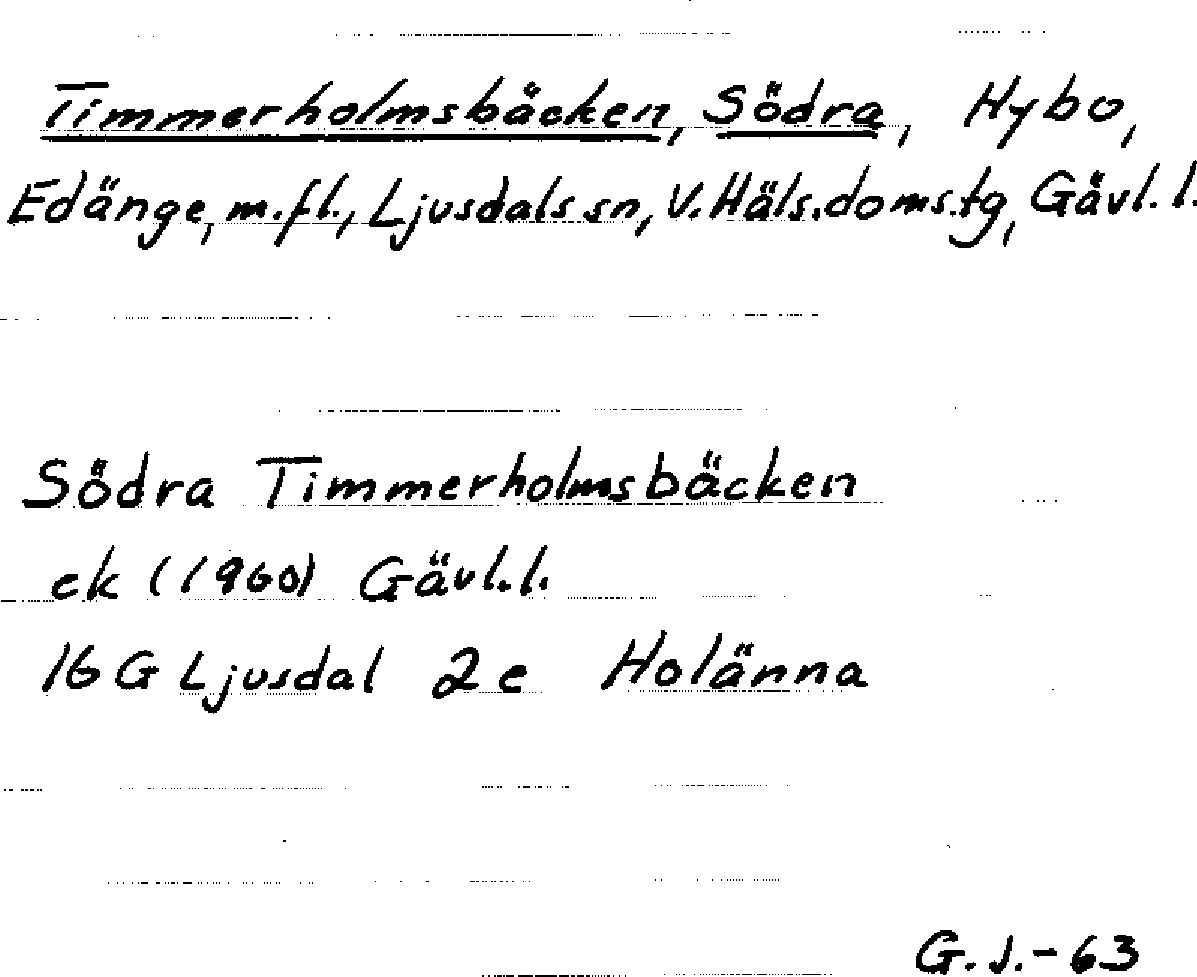 Timmerholmsbäcken, Södra, Hybo,
Edänge, m.fl., Ljusdals sn, V. Häls. doms.tg, Gävl. l.
Södra Timmerholmsbäcken
ek (1960) Gävl. l.
16 G Ljusdal 2 e Holänna
G. J. - 63